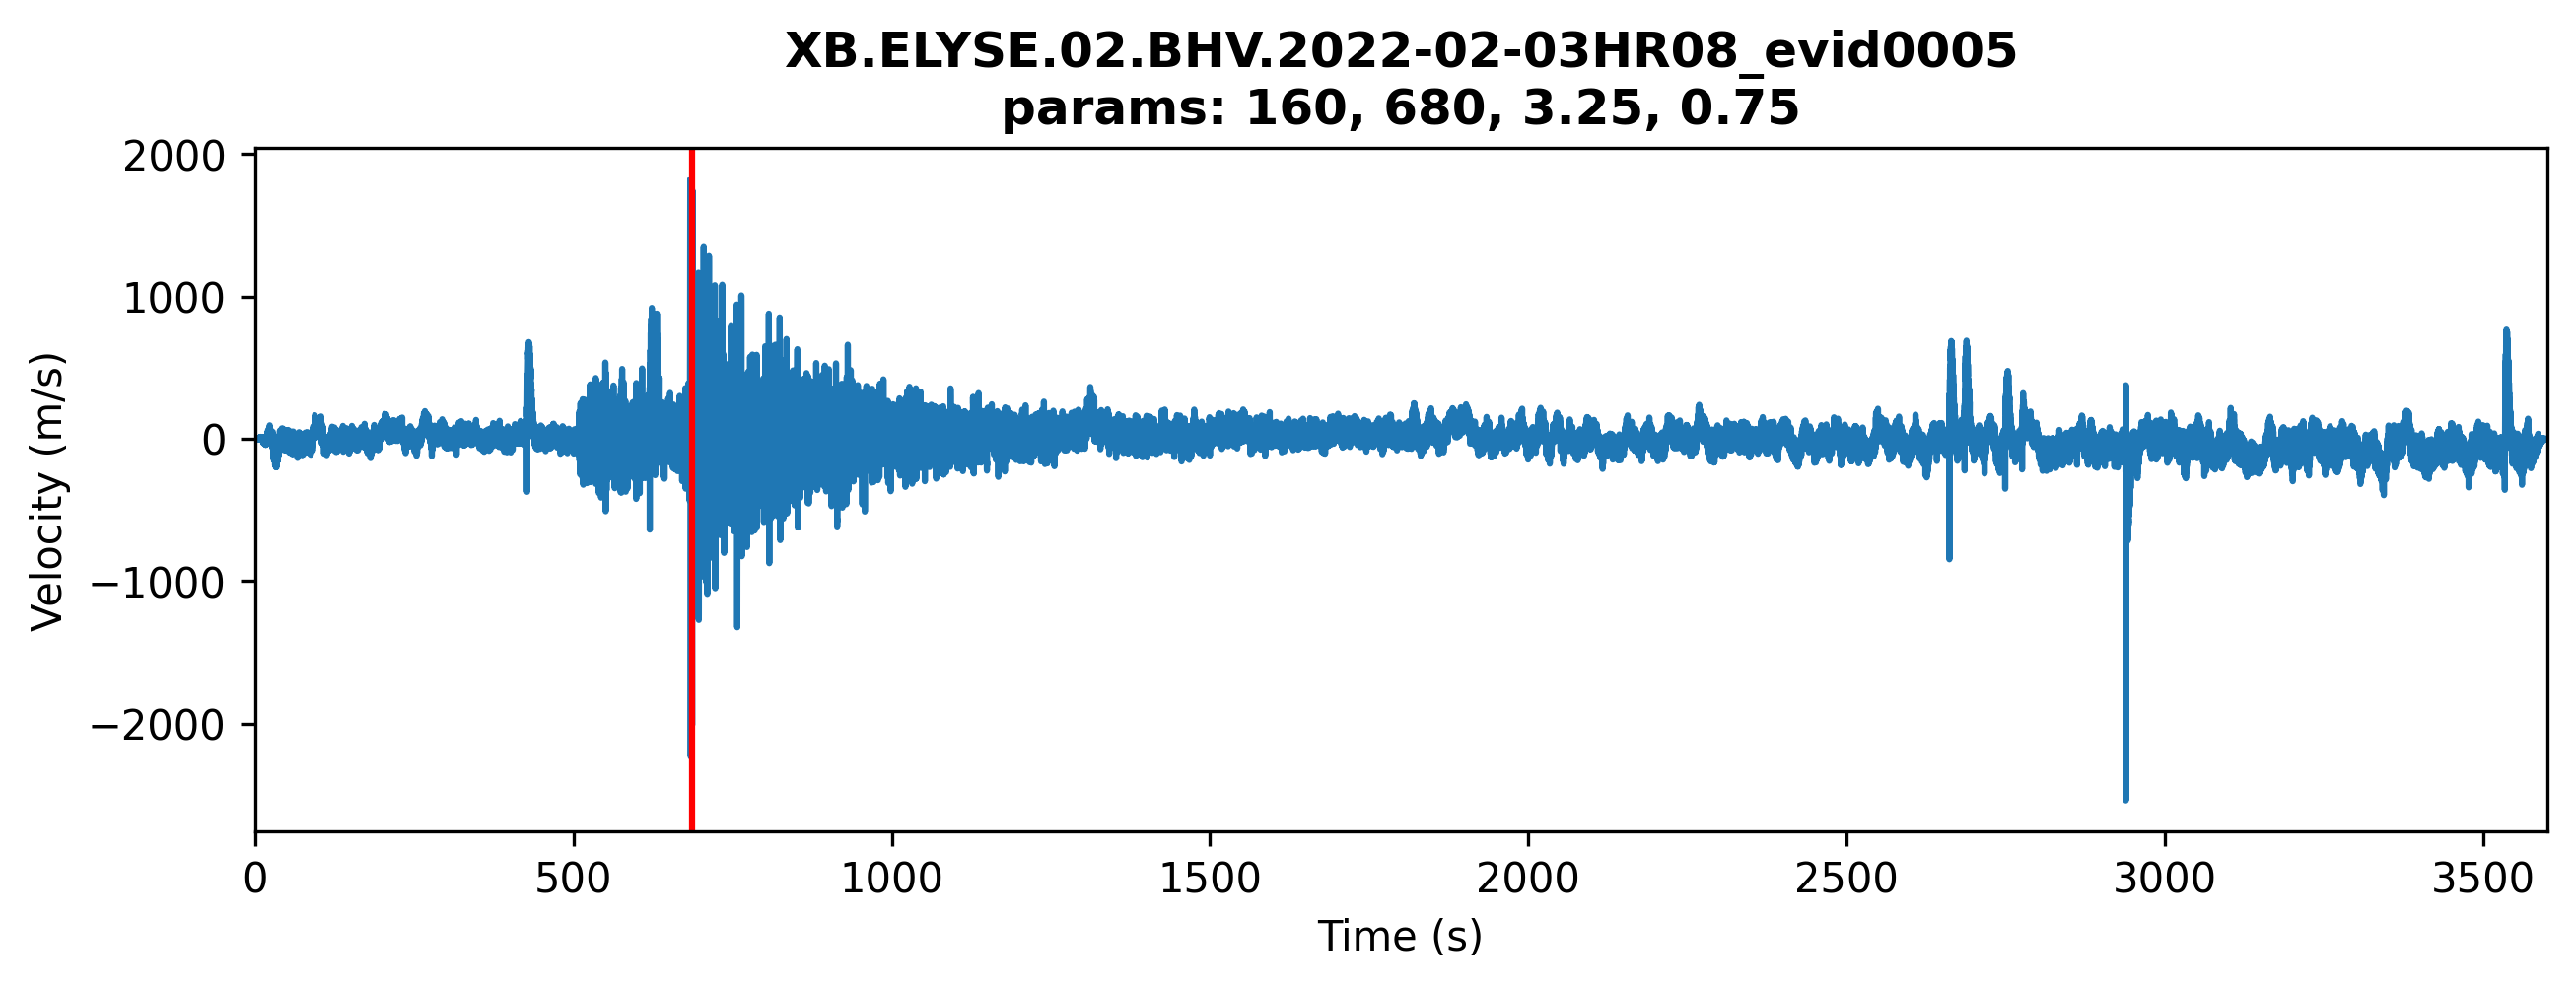 XB.ELYSE.02.BHV.2022-02-03HR08_evid0005
params: 160, 680, 3.25, 0.75
2000
1000
0
−1000
−2000
Velocity (m/s)
0 500 1000 1500 2000 2500 3000 3500
Time (s)